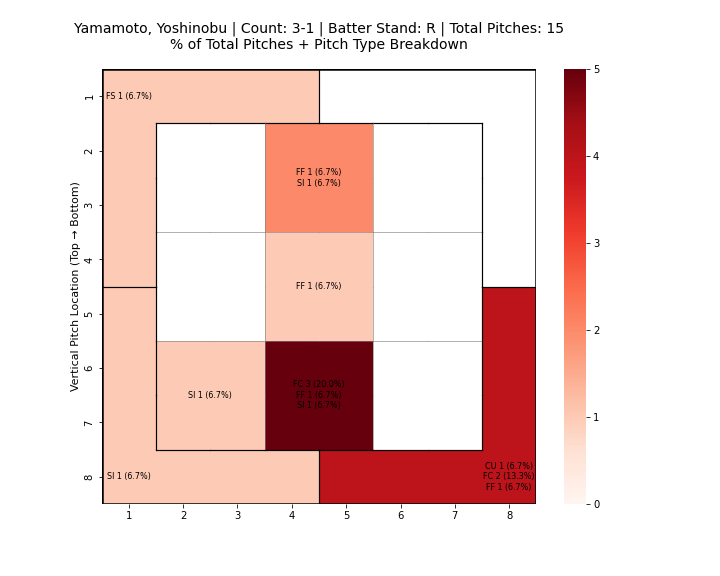 Yamamoto, Yoshinobu | Count: 3-1 | Batter Stand: R | Total Pitches: 15
% of Total Pitches + Pitch Type Breakdown
Vertical Pitch Location (Top → Bottom)
1
2
3
4
5
6
7
8
FS 1 (6.7%)
FF 1 (6.7%)
SI 1 (6.7%)
FF 1 (6.7%)
SI 1 (6.7%)
FC 3 (20.0%)
FF 1 (6.7%)
SI 1 (6.7%)
SI 1 (6.7%)
CU 1 (6.7%)
FC 2 (13.3%)
FF 1 (6.7%)
1 2 3 4 5 6 7 8
5
4
3
2
1
0